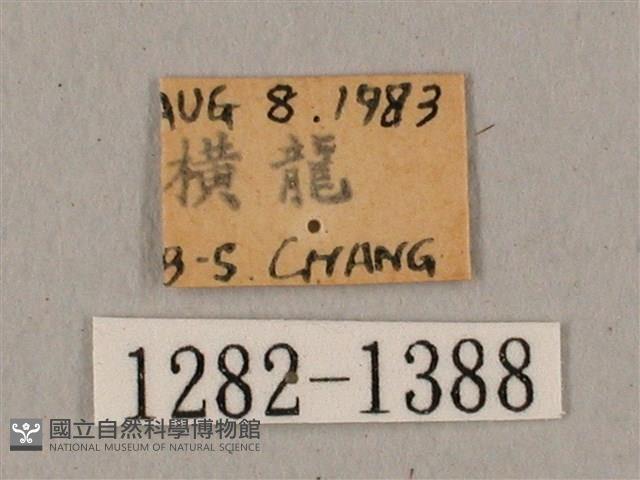 AUG 8. 1983
橫龍
B-S. CHANG
1282-1388
國立自然科學博物館
NATIONAL MUSEUM OF NATURAL SCIENCE